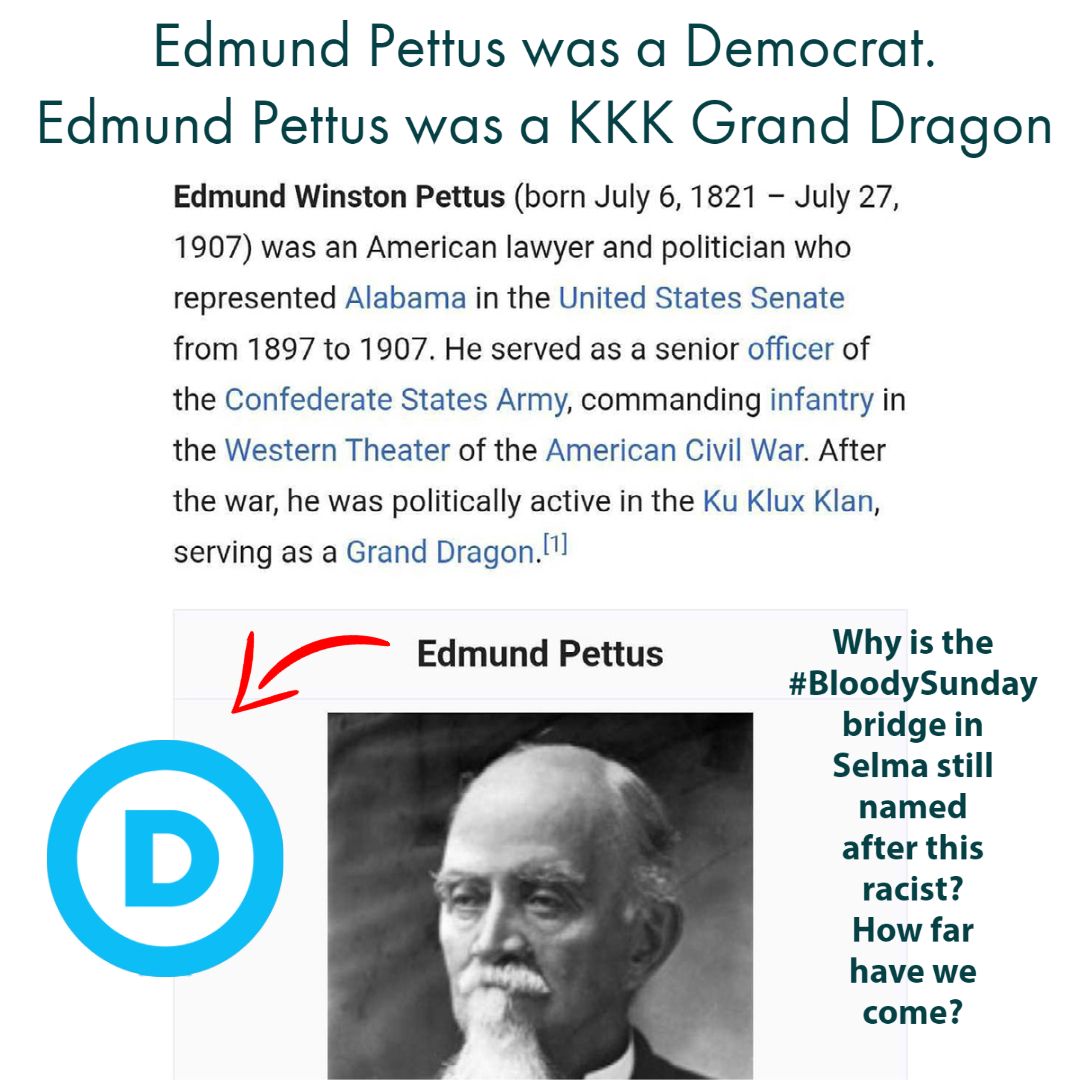 Edmund Pettus was a Democrat.
Edmund Pettus was a KKK Grand Dragon
Edmund Winston Pettus (born July 6, 1821 – July 27,
1907) was an American lawyer and politician who
represented Alabama in the United States Senate
from 1897 to 1907. He served as a senior officer of
the Confederate States Army, commanding infantry in
the Western Theater of the American Civil War. After
the war, he was politically active in the Ku Klux Klan,
serving as a Grand Dragon.[1]
Edmund Pettus
D
Why is the
#BloodySunday
bridge in
Selma still
named
after this
racist?
How far
have we
come?